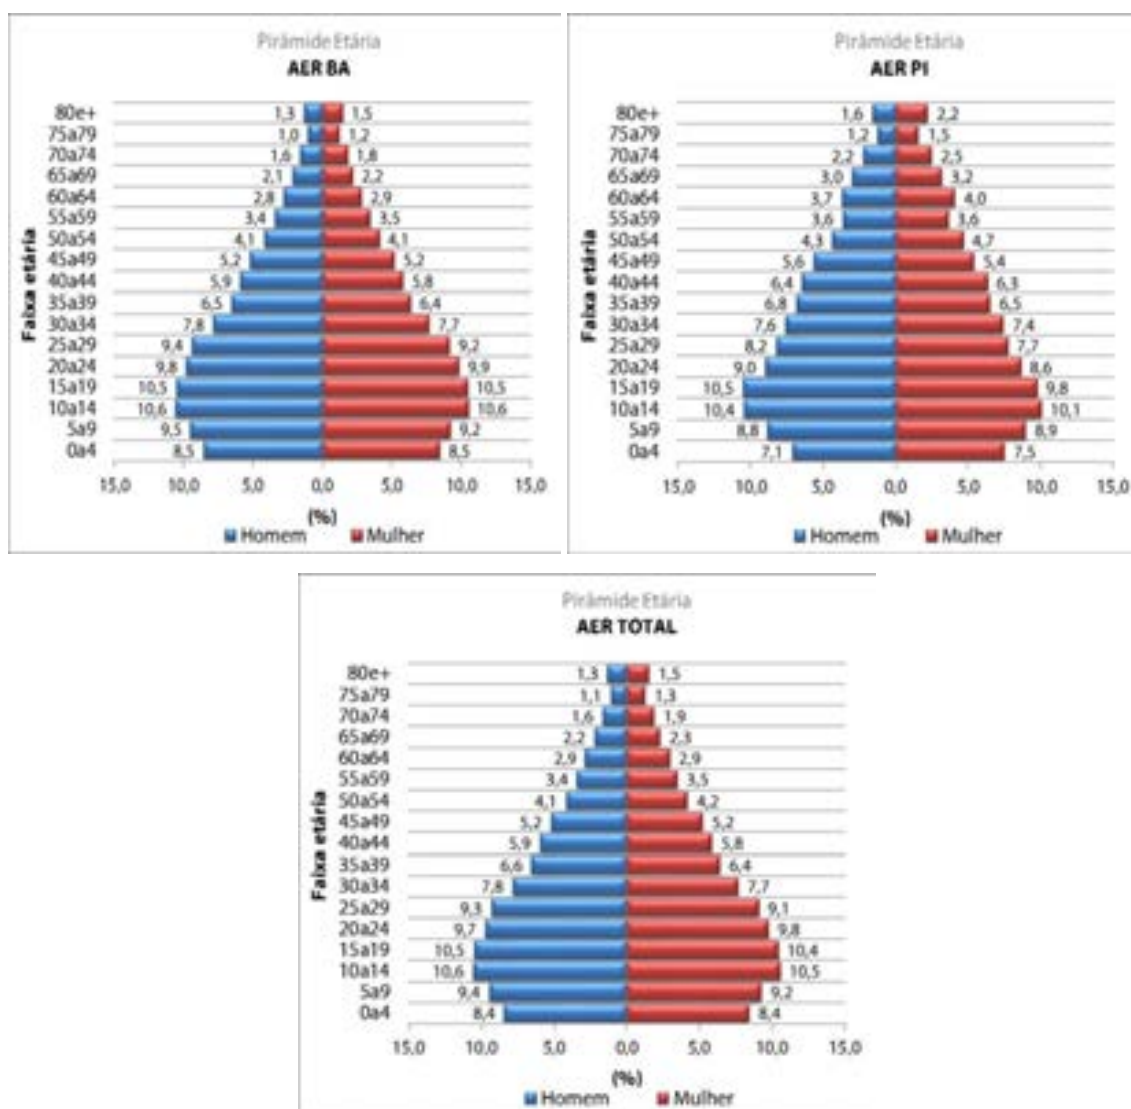 Pirâmide Etária
AER BA
Faixa etária
80e+ 1,3 1,5
75a79 1,0 1,2
70a74 1,6 1,8
65a69 2,1 2,2
60a64 2,8 2,9
55a59 3,4 3,5
50a54 4,1 4,1
45a49 5,2 5,2
40a44 5,9 5,8
35a39 6,5 6,4
30a34 7,8 7,7
25a29 9,4 9,2
20a24 9,8 9,9
15a19 10,5 10,5
10a14 10,6 10,6
5a9 9,5 9,2
0a4 8,5 8,5
15,0 10,0 5,0 0,0 5,0 10,0 15,0
(%)
Homem Mulher
Pirâmide Etária
AER PI
Faixa etária
80e+ 1,6 2,2
75a79 1,2 1,5
70a74 2,2 2,5
65a69 3,0 3,2
60a64 3,7 4,0
55a59 3,6 3,6
50a54 4,3 4,7
45a49 5,6 5,4
40a44 6,4 6,3
35a39 6,8 6,5
30a34 7,6 7,4
25a29 8,2 7,7
20a24 9,0 8,6
15a19 10,5 9,8
10a14 10,4 10,1
5a9 8,8 8,9
0a4 7,1 7,5
15,0 10,0 5,0 0,0 5,0 10,0 15,0
(%)
Homem Mulher
Pirâmide Etária
AER TOTAL
Faixa etária
80e+ 1,3 1,5
75a79 1,1 1,3
70a74 1,6 1,9
65a69 2,2 2,3
60a64 2,9 2,9
55a59 3,4 3,5
50a54 4,1 4,2
45a49 5,2 5,2
40a44 5,9 5,8
35a39 6,6 6,4
30a34 7,8 7,7
25a29 9,3 9,1
20a24 9,7 9,8
15a19 10,5 10,4
10a14 10,6 10,5
5a9 9,4 9,2
0a4 8,4 8,4
15,0 10,0 5,0 0,0 5,0 10,0 15,0
(%)
Homem Mulher